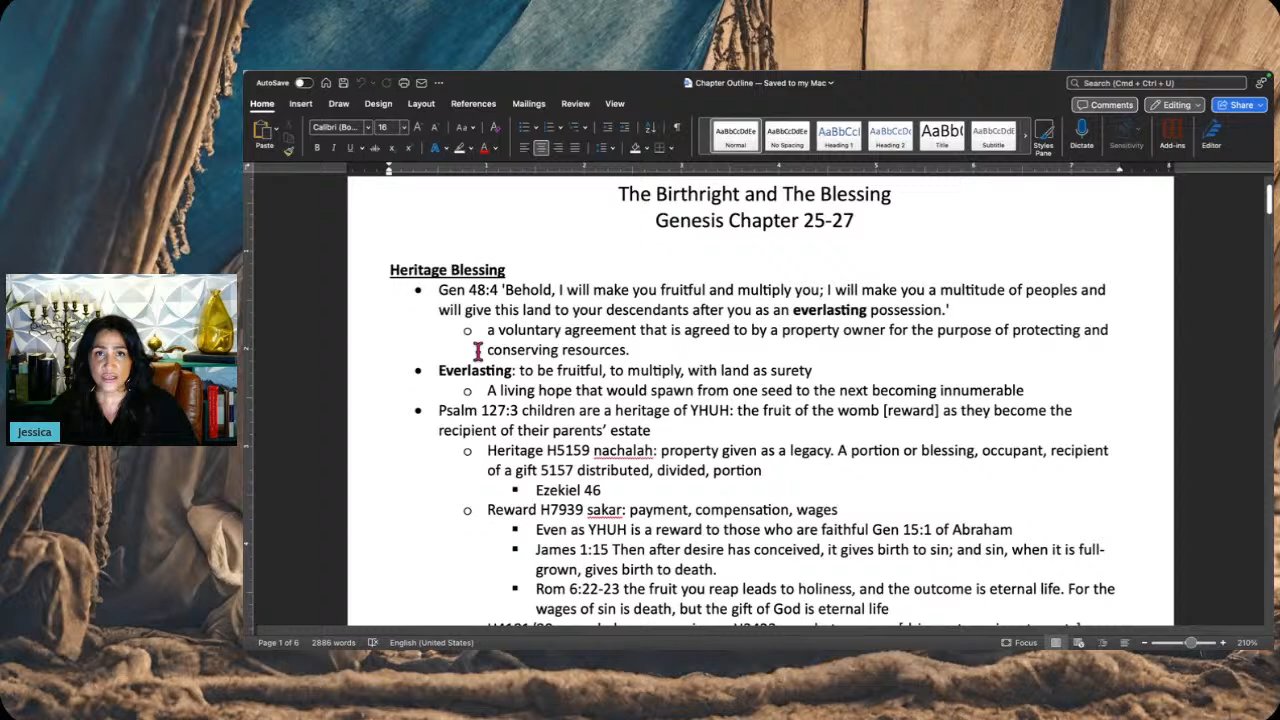 AutoSave
Chapter Outline — Saved to my Mac
Search (Cmd + Ctrl + U)
Home Insert Draw Design Layout References Mailings Review View
Comments Editing Share
Paste
Calibri (Bo... 16
AaBbCcDdEe AaBbCcDdEe AaBbCcI AaBbCcDdE AaBb( AaBbCcDdE
Normal No Spacing Heading 1 Heading 2 Title Subtitle
Styles Pane
Dictate
Sensitivity
Add-ins
Editor
The Birthright and The Blessing
Genesis Chapter 25-27
Heritage Blessing
Gen 48:4 'Behold, I will make you fruitful and multiply you; I will make you a multitude of peoples and
will give this land to your descendants after you as an everlasting possession.'
a voluntary agreement that is agreed to by a property owner for the purpose of protecting and
conserving resources.
Everlasting: to be fruitful, to multiply, with land as surety
A living hope that would spawn from one seed to the next becoming innumerable
Psalm 127:3 children are a heritage of YHUH: the fruit of the womb [reward] as they become the
recipient of their parents’ estate
Heritage H5159 nachalah: property given as a legacy. A portion or blessing, occupant, recipient
of a gift 5157 distributed, divided, portion
Ezekiel 46
Reward H7939 sakar: payment, compensation, wages
Even as YHUH is a reward to those who are faithful Gen 15:1 of Abraham
James 1:15 Then after desire has conceived, it gives birth to sin; and sin, when it is full-
grown, gives birth to death.
Rom 6:22-23 the fruit you reap leads to holiness, and the outcome is eternal life. For the
wages of sin is death, but the gift of God is eternal life
Jessica
Page 1 of 6 2886 words English (United States) Focus 210%